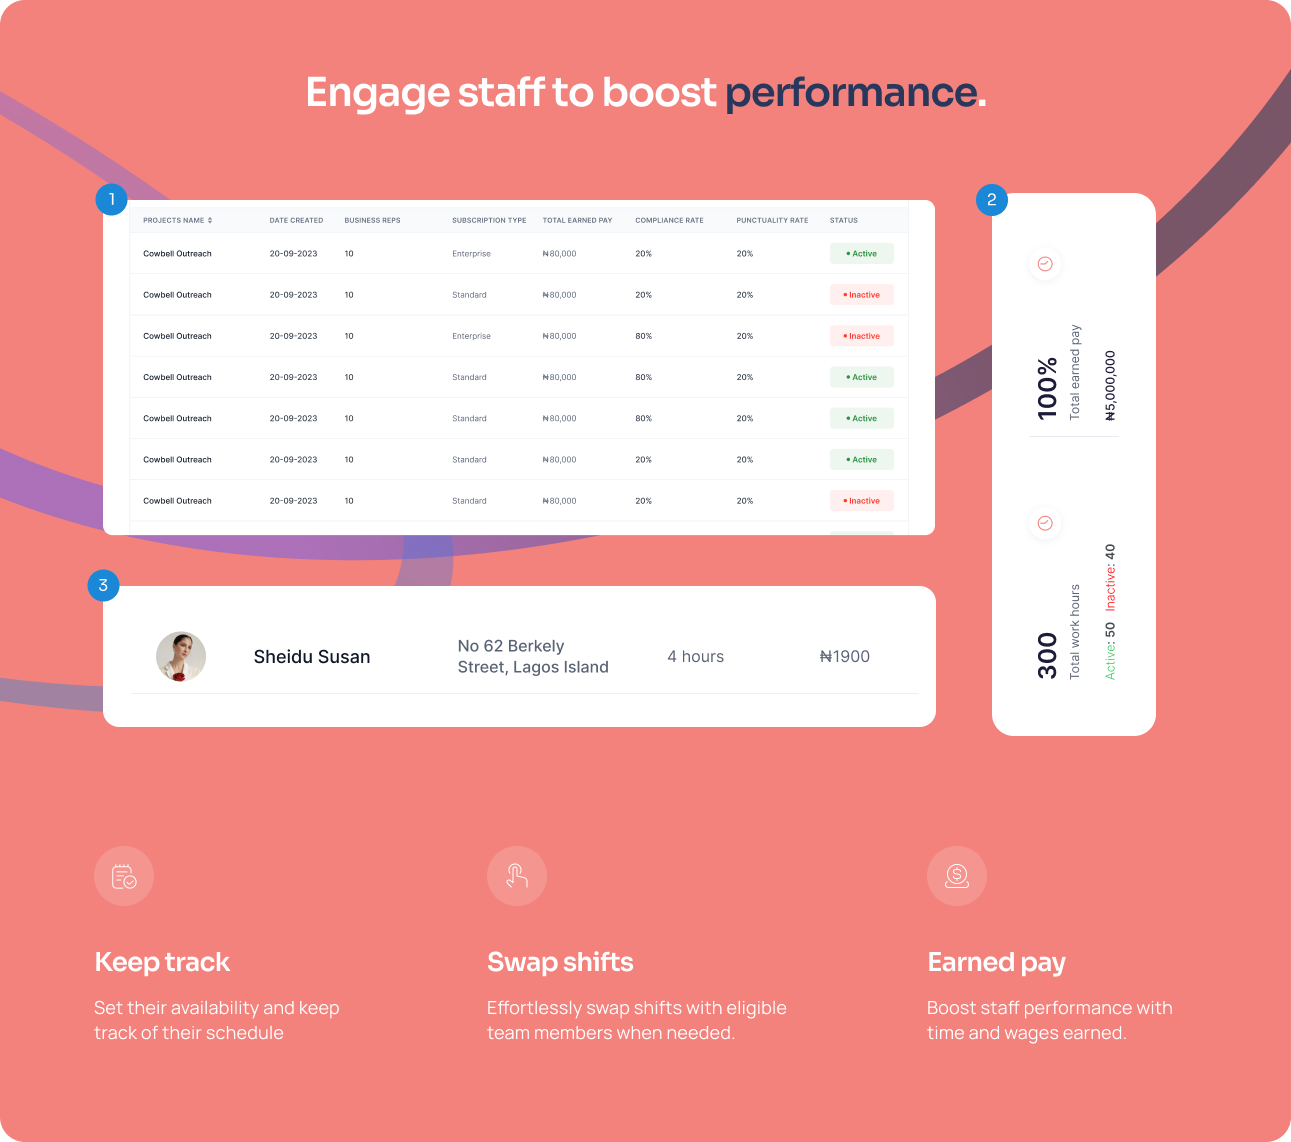 Engage staff to boost performance.
1
PROJECTS NAME DATE CREATED BUSINESS REPS SUBSCRIPTION TYPE TOTAL EARNED PAY COMPLIANCE RATE PUNCTUALITY RATE STATUS
Cowbell Outreach 20-09-2023 10 Enterprise ₦80,000 20% 20% Active
Cowbell Outreach 20-09-2023 10 Standard ₦80,000 20% 20% Inactive
Cowbell Outreach 20-09-2023 10 Enterprise ₦80,000 80% 20% Inactive
Cowbell Outreach 20-09-2023 10 Standard ₦80,000 80% 20% Active
Cowbell Outreach 20-09-2023 10 Standard ₦80,000 80% 20% Active
Cowbell Outreach 20-09-2023 10 Standard ₦80,000 20% 20% Active
Cowbell Outreach 20-09-2023 10 Standard ₦80,000 20% 20% Inactive
2
100%
Total earned pay
₦5,000,000
300
Total work hours
Active: 50 Inactive: 40
3
Sheidu Susan
No 62 Berkely
Street, Lagos Island
4 hours
₦1900
Keep track
Set their availability and keep
track of their schedule
Swap shifts
Effortlessly swap shifts with eligible
team members when needed.
Earned pay
Boost staff performance with
time and wages earned.